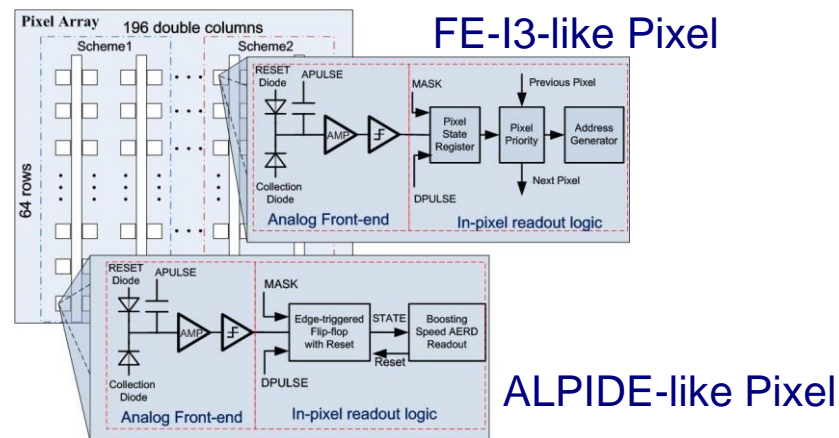 FE-I3-like Pixel
Pixel Array
196 double columns
Scheme1
Scheme2
64 rows
RESET
Diode
APULSE
AMP
Collection
Diode
Analog Front-end
MASK
DPULSE
Pixel
State
Register
Previous Pixel
Pixel
Priority
Next Pixel
Address
Generator
In-pixel readout logic
RESET
Diode
APULSE
AMP
Collection
Diode
Analog Front-end
MASK
DPULSE
Edge-triggered
Flip-flop
with Reset
STATE
Reset
Boosting
Speed AERD
Readout
In-pixel readout logic
ALPIDE-like Pixel